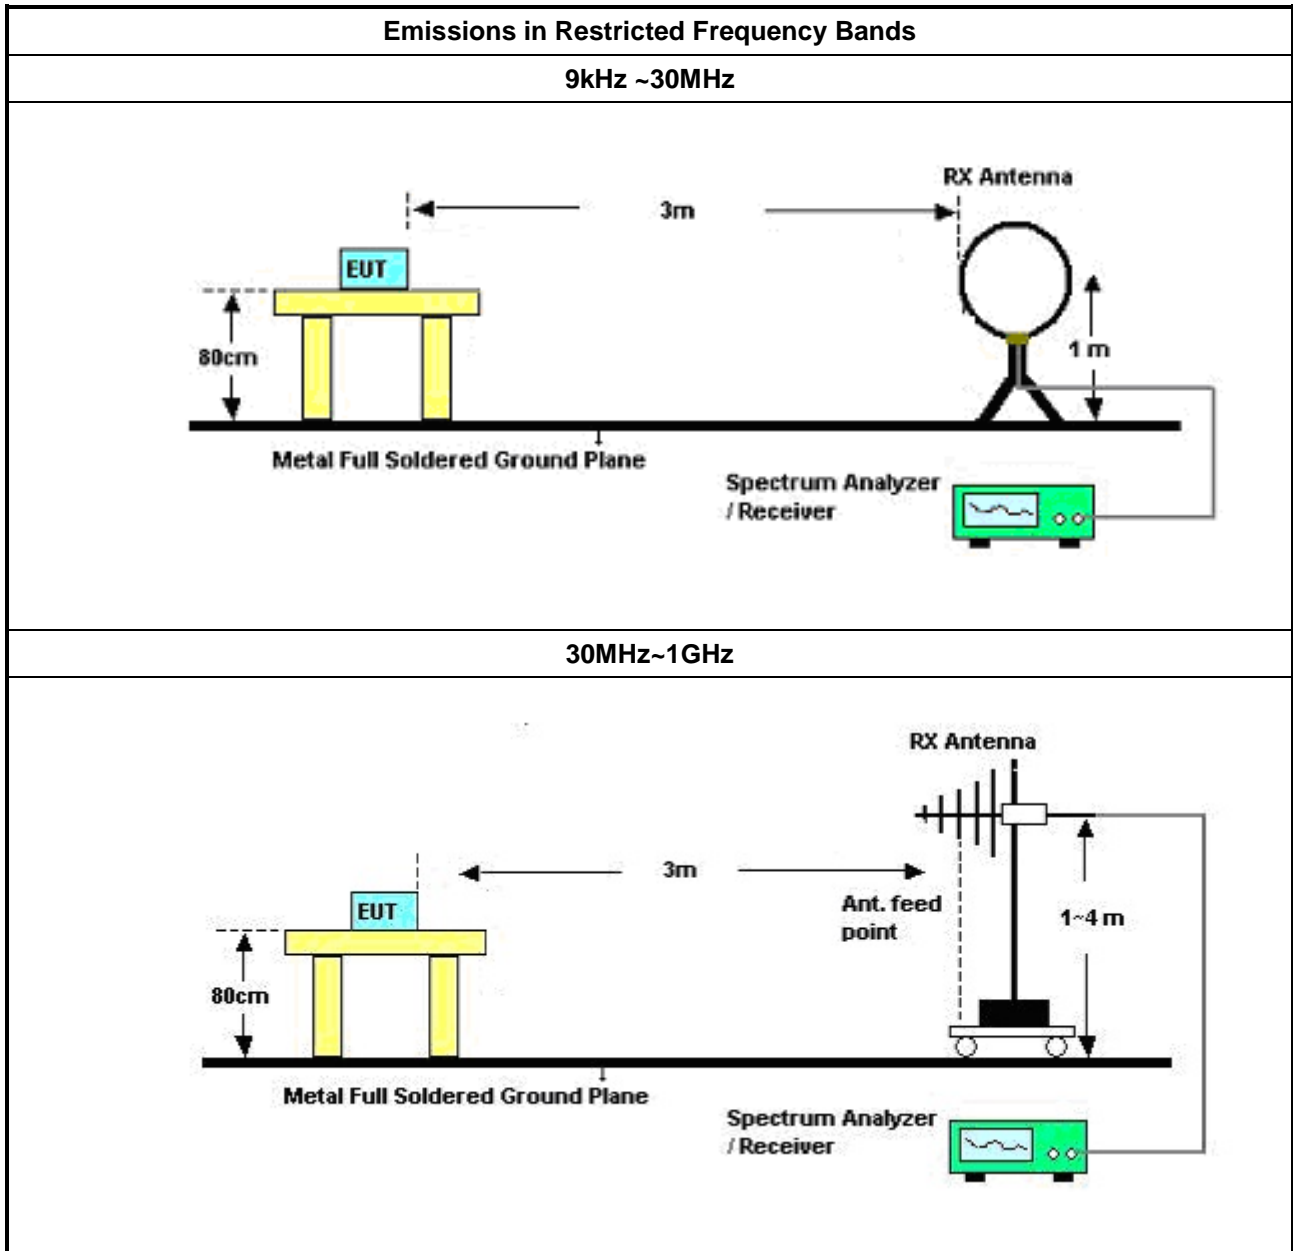 Emissions in Restricted Frequency Bands
9kHz ~30MHz
RX Antenna
3m
EUT
80cm
1 m
Metal Full Soldered Ground Plane
Spectrum Analyzer
/ Receiver
30MHz~1GHz
RX Antenna
3m
EUT
Ant. feed
point
1~4 m
80cm
Metal Full Soldered Ground Plane
Spectrum Analyzer
/ Receiver